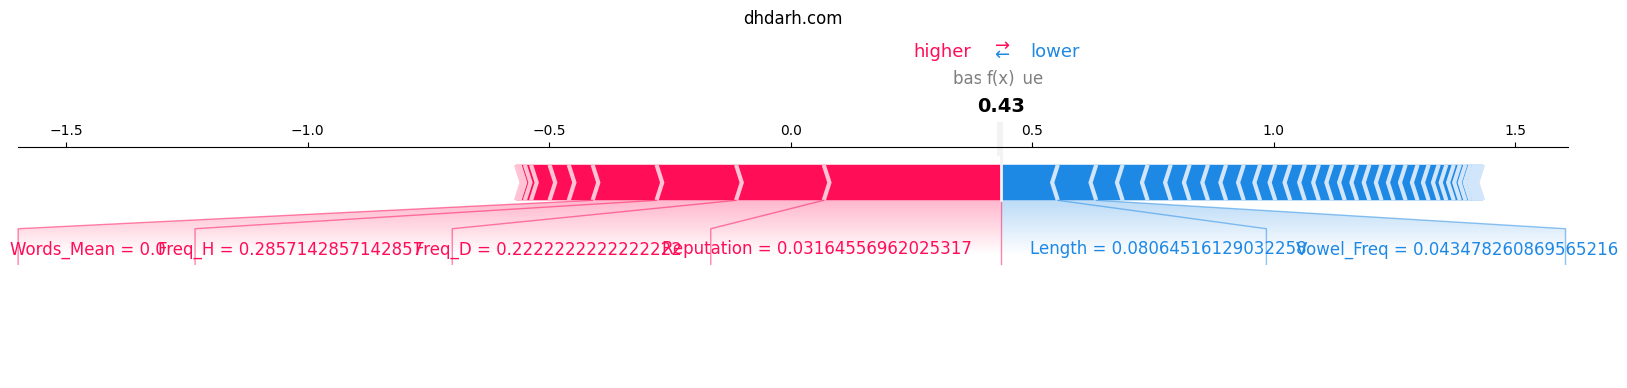 dhdarh.com
higher → ← lower
bas f(x) ue
0.43
−1.5 −1.0 −0.5 0.0 0.5 1.0 1.5
Words_Mean = 0.0 Freq_H = 0.2857142857142857 Freq_D = 0.2222222222222222 Reputation = 0.03164556962025317 Length = 0.08064516129032258 Vowel_Freq = 0.043478260869565216